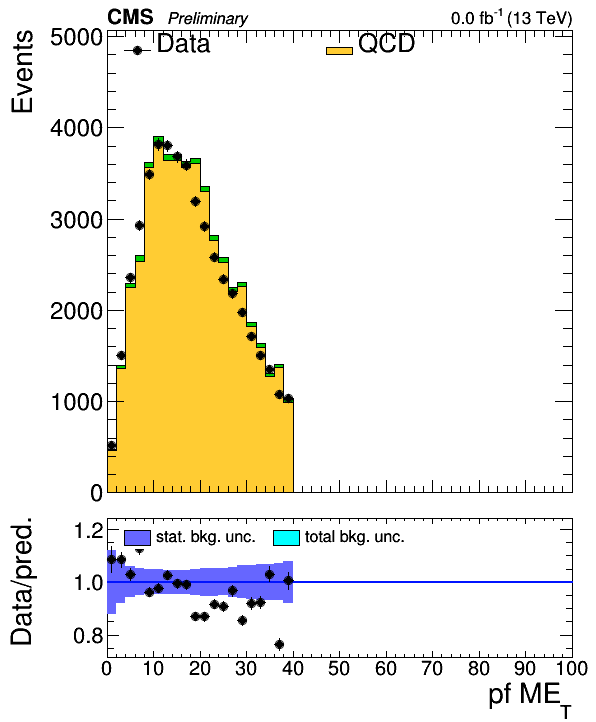 CMS Preliminary 0.0 fb-1 (13 TeV)
Events
Data QCD
5000
4000
3000
2000
1000
0
Data/pred.
stat. bkg. unc. total bkg. unc.
1.2
1.0
0.8
0 10 20 30 40 50 60 70 80 90 100
pf MET